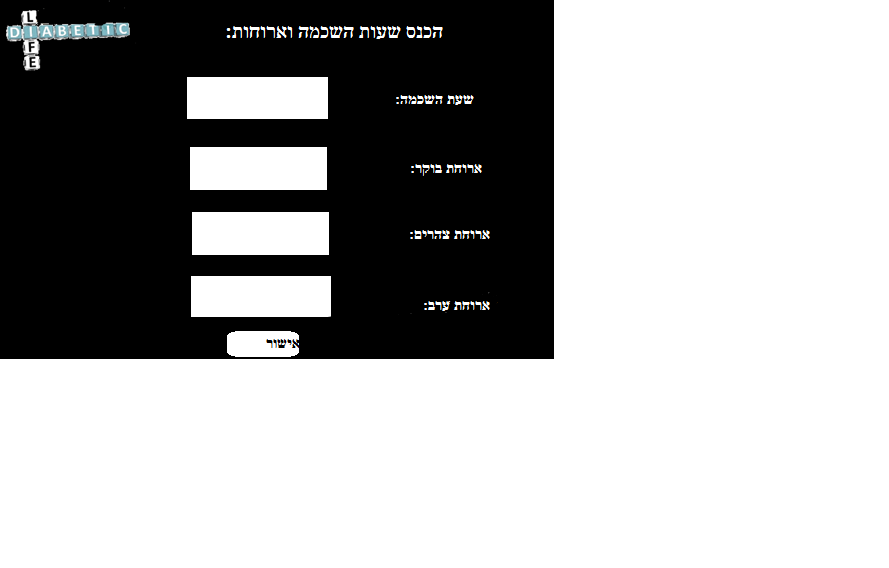 DIABETIC
LIFE
הכנס שעות השכמה וארוחות:
שעת השכמה:
ארוחת בוקר:
ארוחת צהרים:
ארוחת ערב:
אישור